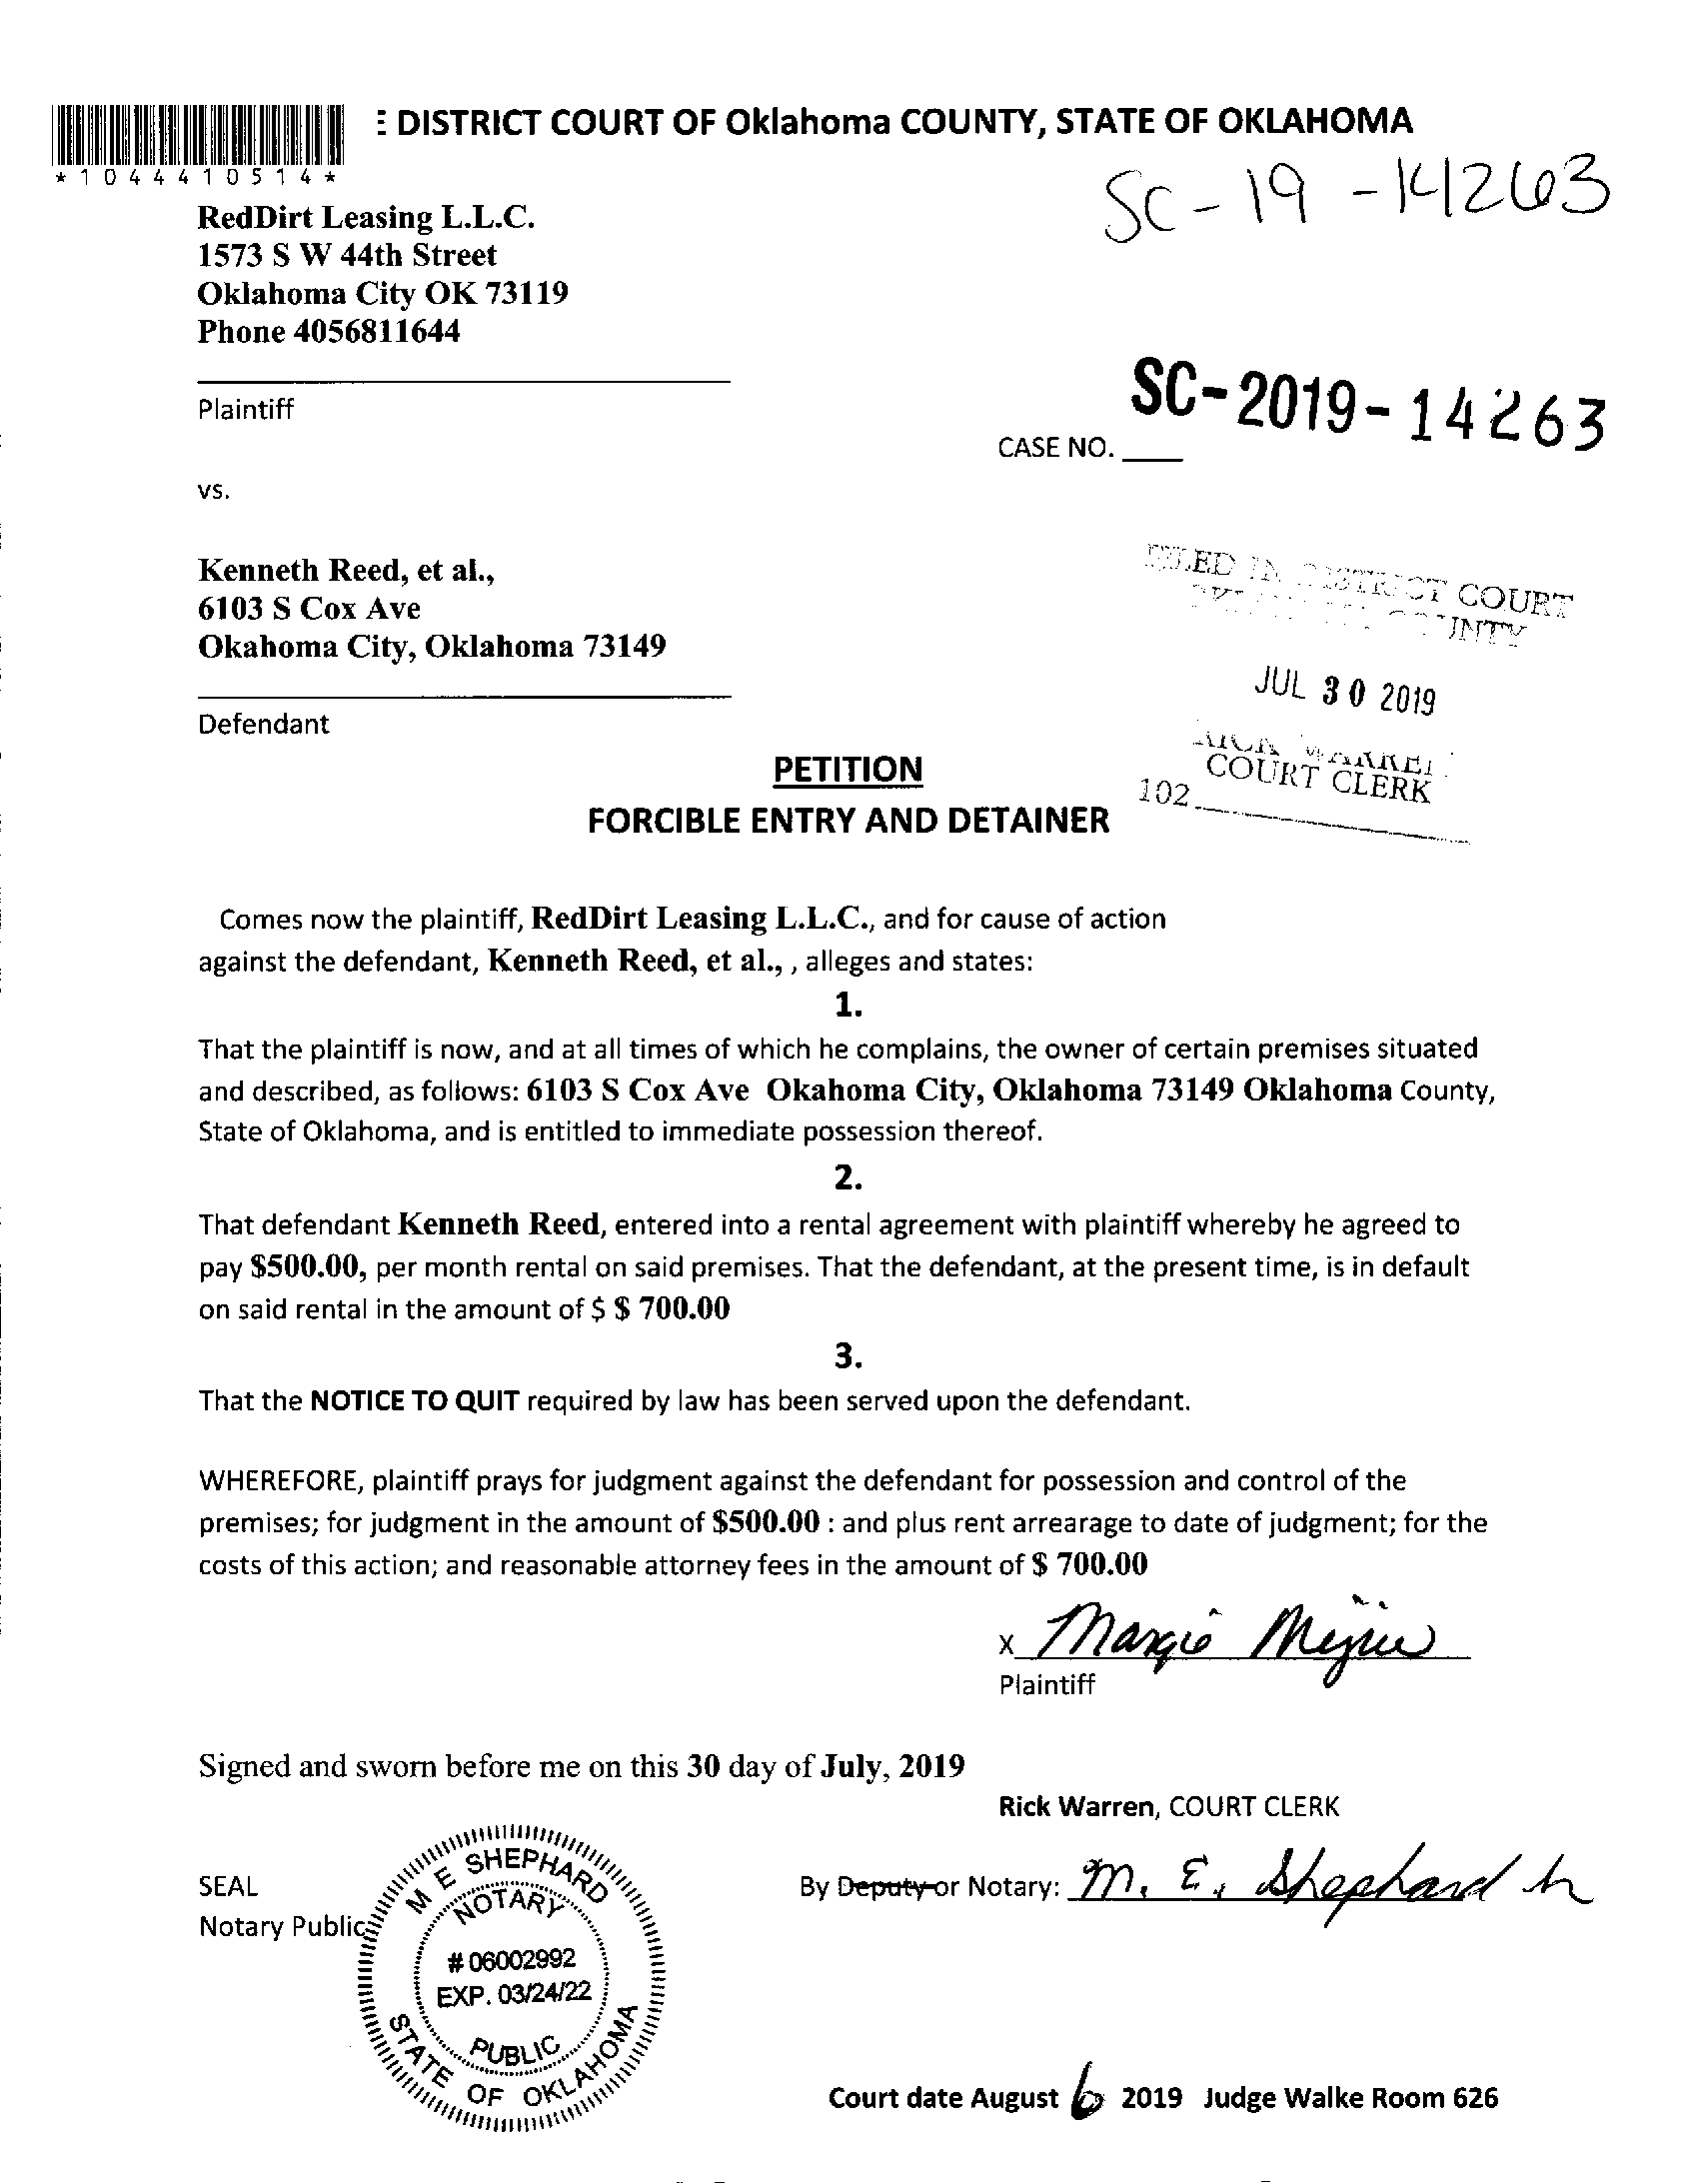 DISTRICT COURT OF Oklahoma COUNTY, STATE OF OKLAHOMA
*1044410514*
SC-19-14263
RedDirt Leasing L.L.C.
1573 S W 44th Street
Oklahoma City OK 73119
Phone 4056811644
Plaintiff
SC-2019-14263
CASE NO. ____
vs.
Kenneth Reed, et al.,
6103 S Cox Ave
Okahoma City, Oklahoma 73149
Defendant
FILED IN DISTRICT COURT
OKLAHOMA COUNTY
JUL 30 2019
RICK WARREN
COURT CLERK
102
PETITION
FORCIBLE ENTRY AND DETAINER
Comes now the plaintiff, RedDirt Leasing L.L.C., and for cause of action
against the defendant, Kenneth Reed, et al., , alleges and states:
1.
That the plaintiff is now, and at all times of which he complains, the owner of certain premises situated
and described, as follows: 6103 S Cox Ave Okahoma City, Oklahoma 73149 Oklahoma County,
State of Oklahoma, and is entitled to immediate possession thereof.
2.
That defendant Kenneth Reed, entered into a rental agreement with plaintiff whereby he agreed to
pay $500.00, per month rental on said premises. That the defendant, at the present time, is in default
on said rental in the amount of $ $ 700.00
3.
That the NOTICE TO QUIT required by law has been served upon the defendant.
WHEREFORE, plaintiff prays for judgment against the defendant for possession and control of the
premises; for judgment in the amount of $500.00 : and plus rent arrearage to date of judgment; for the
costs of this action; and reasonable attorney fees in the amount of $ 700.00
x Margie
Plaintiff
Signed and sworn before me on this 30 day of July, 2019
Rick Warren, COURT CLERK
SEAL
By Deputy or Notary: M. E. Shephard
Notary Public
M E SHEPHARD
NOTARY
# 06002992
EXP. 03/24/22
PUBLIC
STATE OF OKLAHOMA
Court date August 6 2019 Judge Walke Room 626